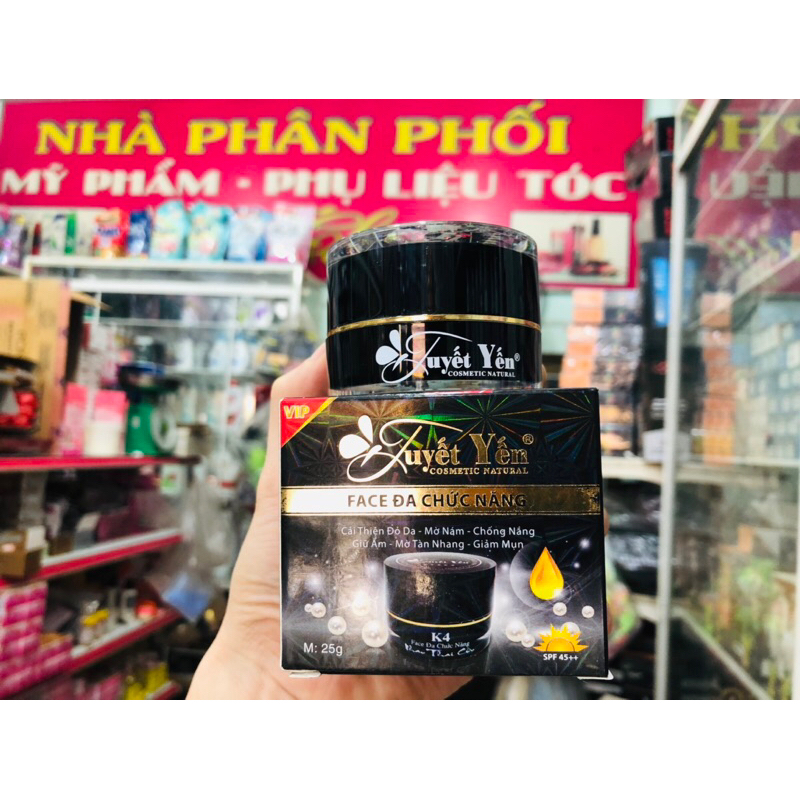 NHÀ PHÂN PHỐI
MỸ PHẨM - PHỤ LIỆU TÓC
Tuyết Yến®
COSMETIC NATURAL
VIP
Tuyết Yến®
COSMETIC NATURAL
FACE ĐA CHỨC NĂNG
Cải Thiện Đỏ Da - Mờ Nám - Chống Nắng
Giữ Ẩm - Mờ Tàn Nhang - Giảm Mụn
K4
Face Đa Chức Năng
M: 25g
SPF 45++